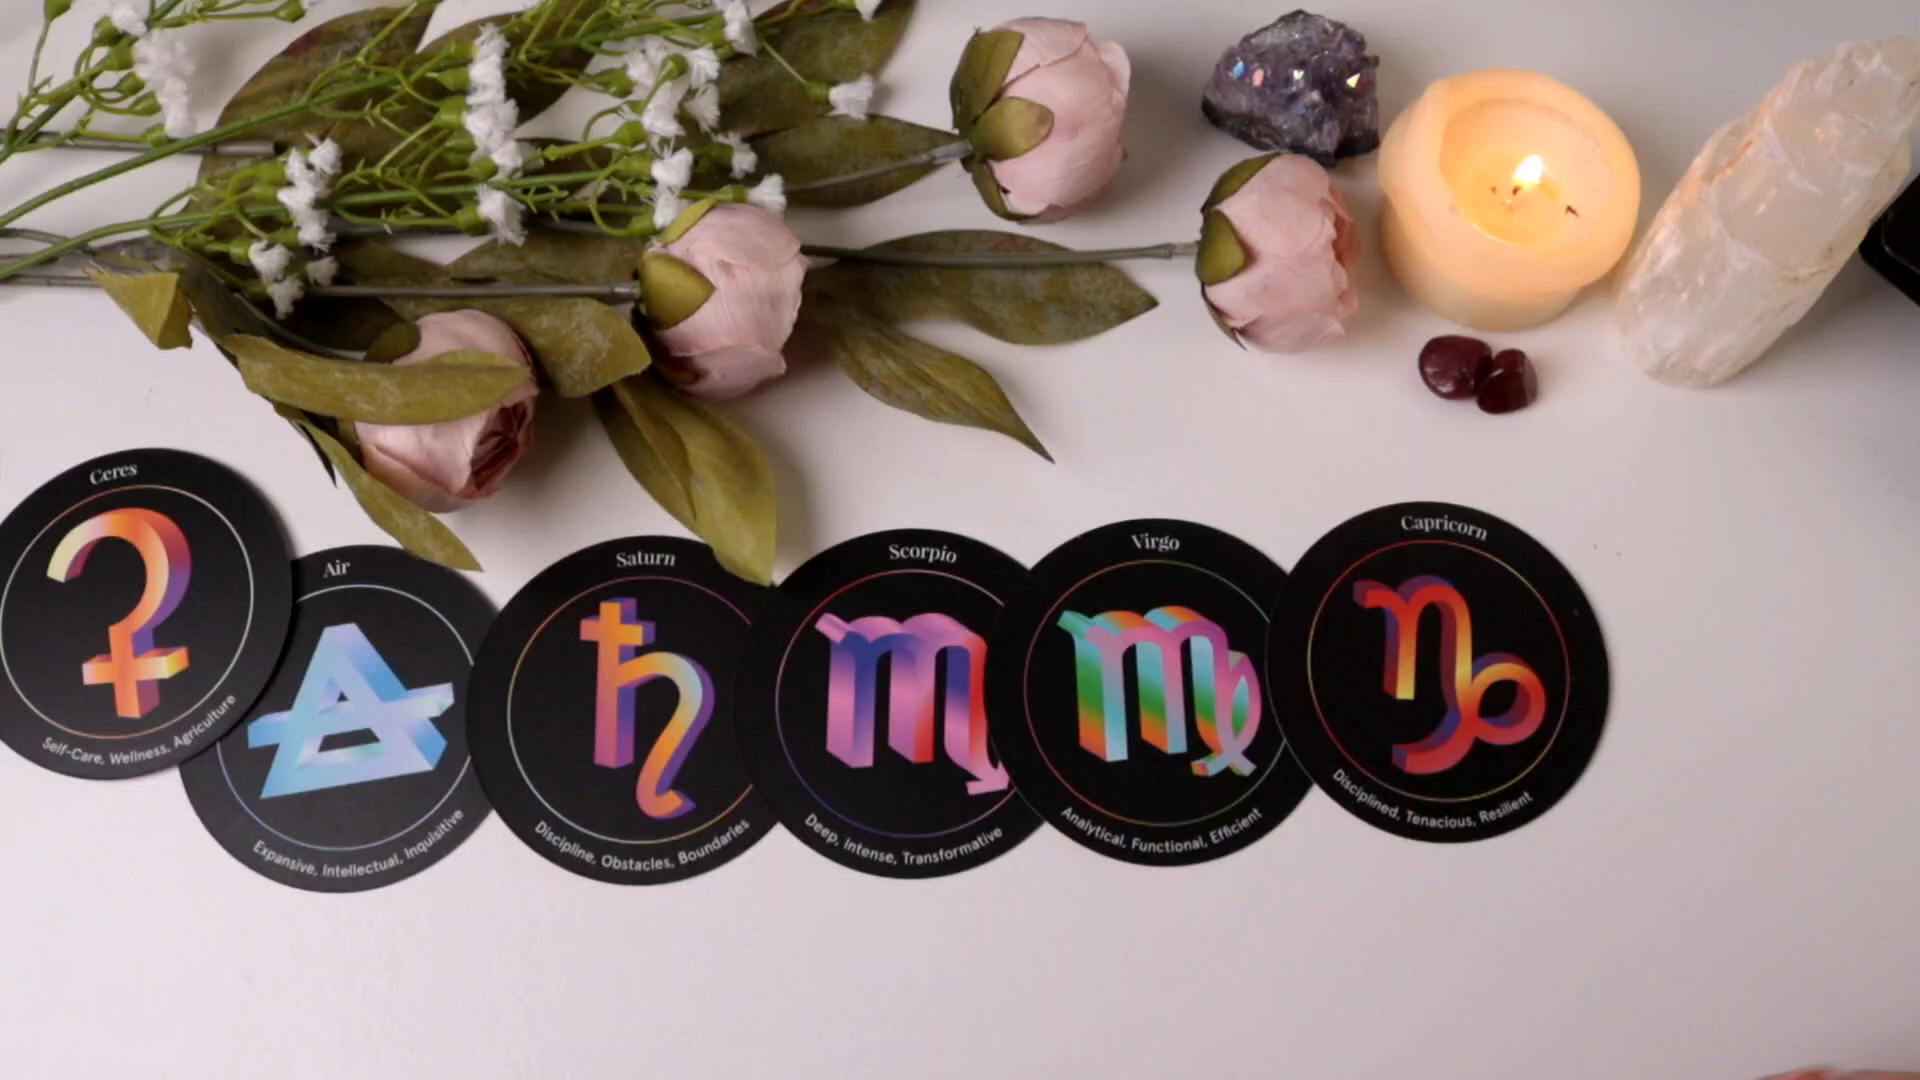 Ceres
Self-Care, Wellness, Agriculture
Air
Expansive, Intellectual, Inquisitive
Saturn
Discipline, Obstacles, Boundaries
Scorpio
Deep, Intense, Transformative
Virgo
Analytical, Functional, Efficient
Capricorn
Disciplined, Tenacious, Resilient